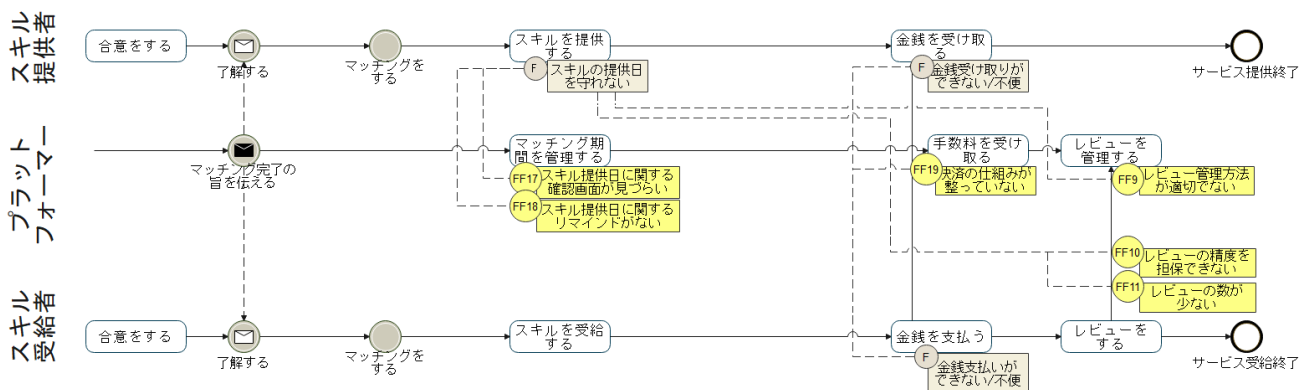 スキル
提供者
合意をする
了解する
マッチングを
する
スキルを提供
する
F
スキルの提供日
を守れない
金銭を受け取
る
F
金銭受け取りが
できない/不便
サービス提供終了
プラット
フォーマー
マッチング完了の
旨を伝える
マッチング期
間を管理する
FF17
スキル提供日に関する
確認画面が見づらい
FF18
スキル提供日に関する
リマインドがない
手数料を受け
取る
FF19
決済の仕組みが
整っていない
レビューを
管理する
FF9
レビュー管理方法
が適切でない
FF10
レビューの精度を
担保できない
FF11
レビューの数が
少ない
スキル
受給者
合意をする
了解する
マッチングを
する
スキルを受給
する
金銭を支払う
F
金銭支払いが
できない/不便
レビューを
する
サービス受給終了